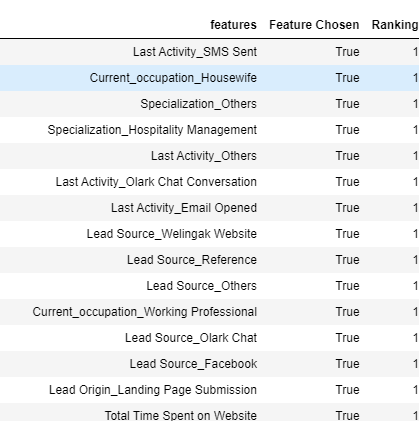 features Feature Chosen Ranking
Last Activity_SMS Sent True 1
Current_occupation_Housewife True 1
Specialization_Others True 1
Specialization_Hospitality Management True 1
Last Activity_Others True 1
Last Activity_Olark Chat Conversation True 1
Last Activity_Email Opened True 1
Lead Source_Welingak Website True 1
Lead Source_Reference True 1
Lead Source_Others True 1
Current_occupation_Working Professional True 1
Lead Source_Olark Chat True 1
Lead Source_Facebook True 1
Lead Origin_Landing Page Submission True 1
Total Time Spent on Website True 1